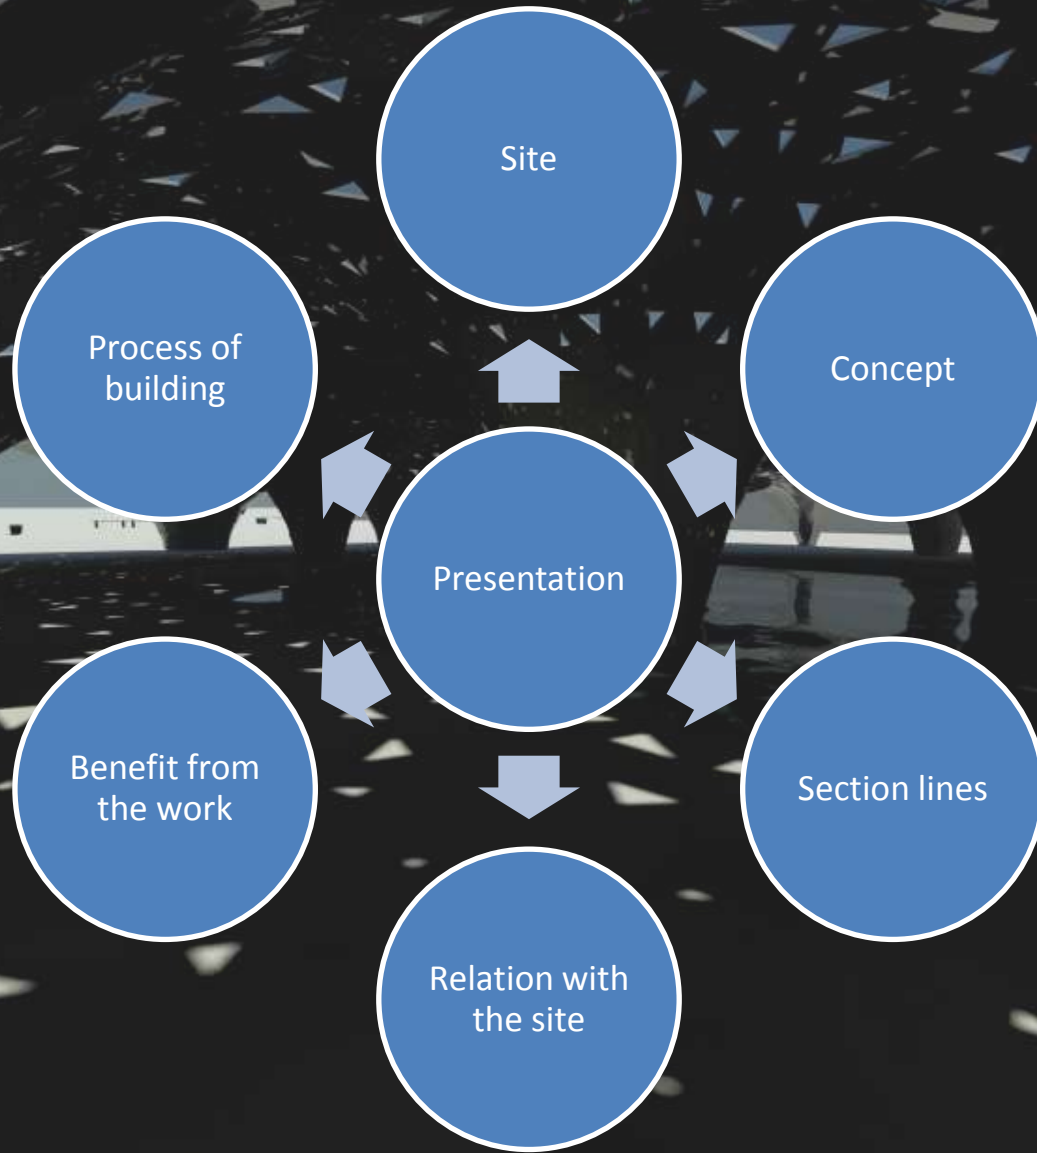 Site
Process of
building
Concept
Presentation
Benefit from
the work
Section lines
Relation with
the site